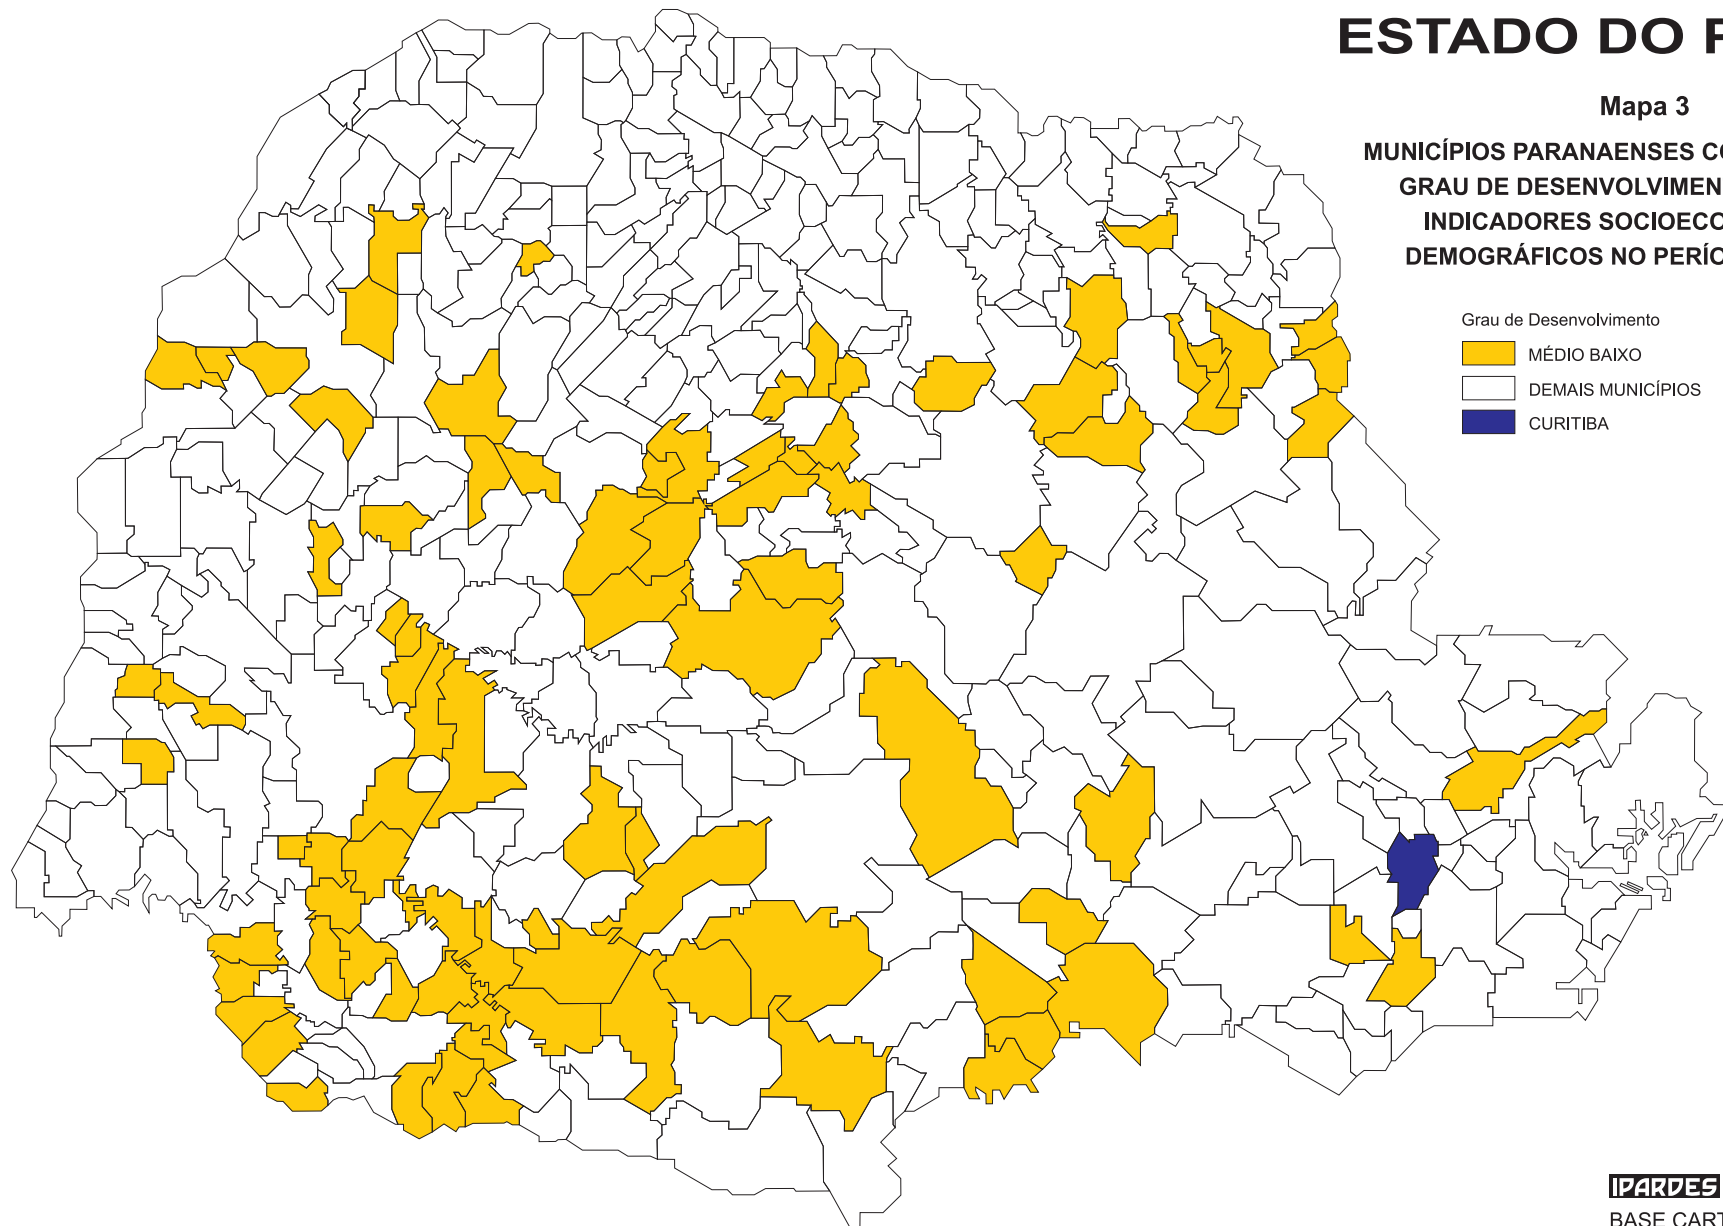 ESTADO DO
Mapa 3
MUNICÍPIOS PARANAENSES
GRAU DE
INDICADORES
DEMOGRÁFICOS NO
Grau de Desenvolvimento
MÉDIO BAIXO
DEMAIS MUNICÍPIOS
CURITIBA
IPARDES
BASE